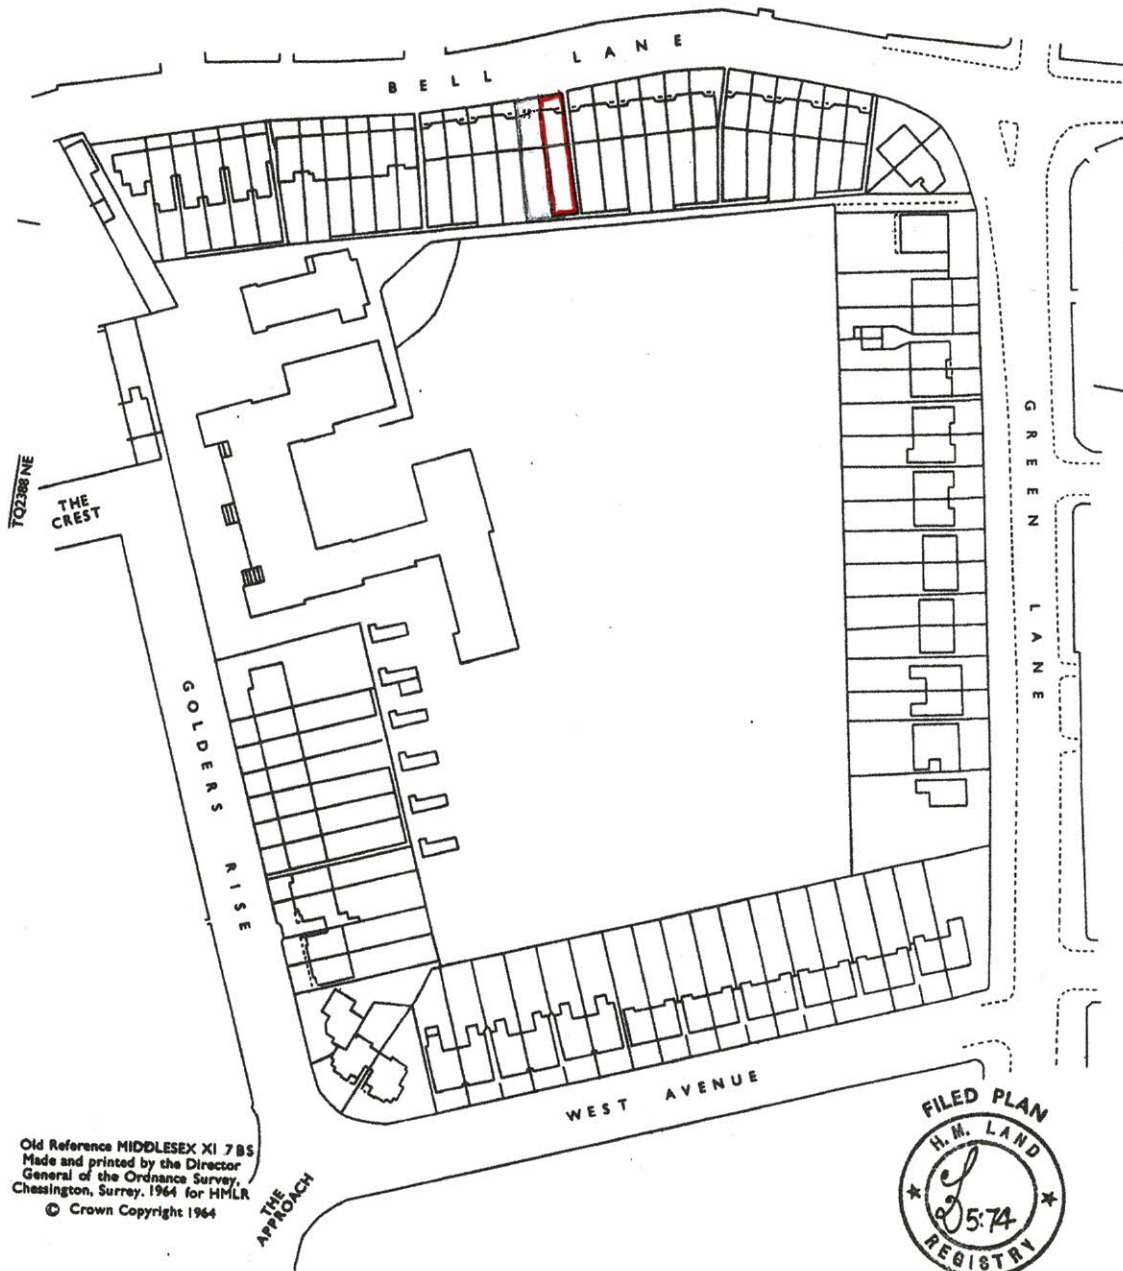 BELL LANE
TQ2388 NE
THE
CREST
GREEN LANE
GOLDERS RISE
WEST AVENUE
THE
APPROACH
Old Reference MIDDLESEX XI 7 BS
Made and printed by the Director
General of the Ordnance Survey,
Chessington, Surrey. 1964 for HMLR
© Crown Copyright 1964
FILED PLAN
H.M. LAND
5:74
REGISTRY